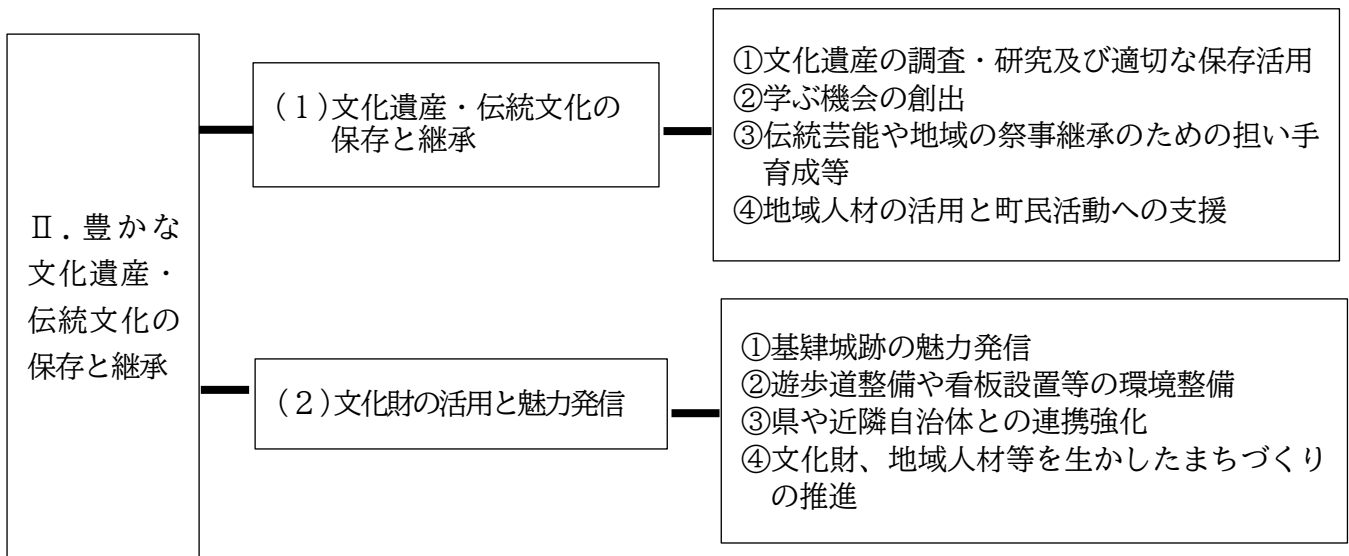 Ⅱ．豊かな
文化遺産・
伝統文化の
保存と継承
（１）文化遺産・伝統文化の
保存と継承
①文化遺産の調査・研究及び適切な保存活用
②学ぶ機会の創出
③伝統芸能や地域の祭事継承のための担い手
育成等
④地域人材の活用と町民活動への支援
（２）文化財の活用と魅力発信
①基肄城跡の魅力発信
②遊歩道整備や看板設置等の環境整備
③県や近隣自治体との連携強化
④文化財、地域人材等を生かしたまちづくり
の推進